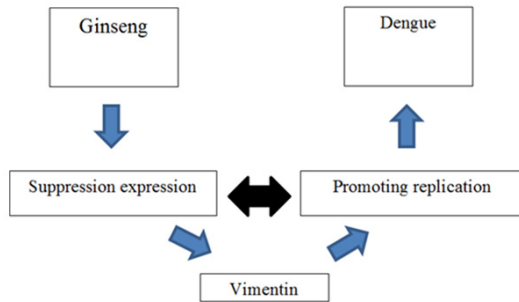 Ginseng
Dengue
Suppression expression
Promoting replication
Vimentin